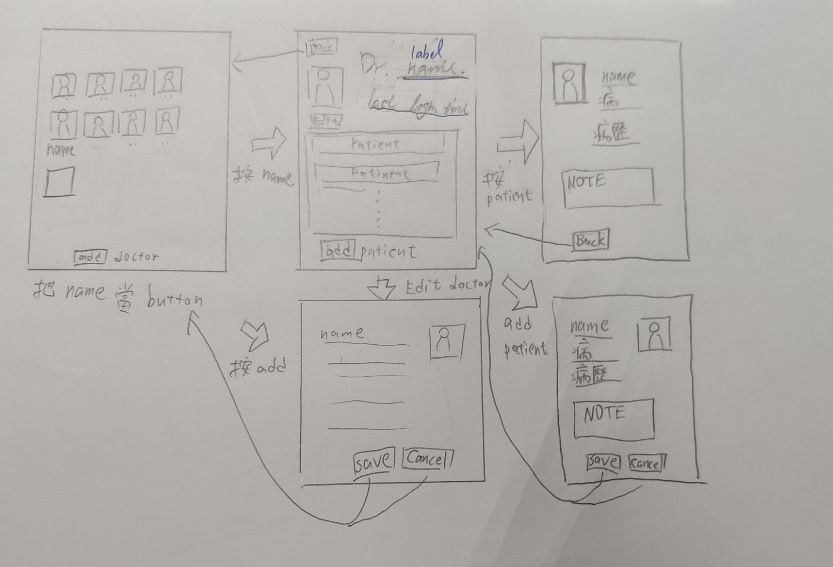 name
add doctor
把 name 當 button
按 name
Back
label
Dr. name.
last login time
Patient
Patinent
add patient
按 patient
name
病
病歷
NOTE
Back
按 add
Edit doctor
name
save Cancel
add patient
name
病
病歷
NOTE
save Cancel